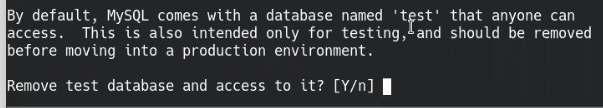 By default, MySQL comes with a database named 'test' that anyone can
access.  This is also intended only for testing, and should be removed
before moving into a production environment.
Remove test database and access to it? [Y/n]